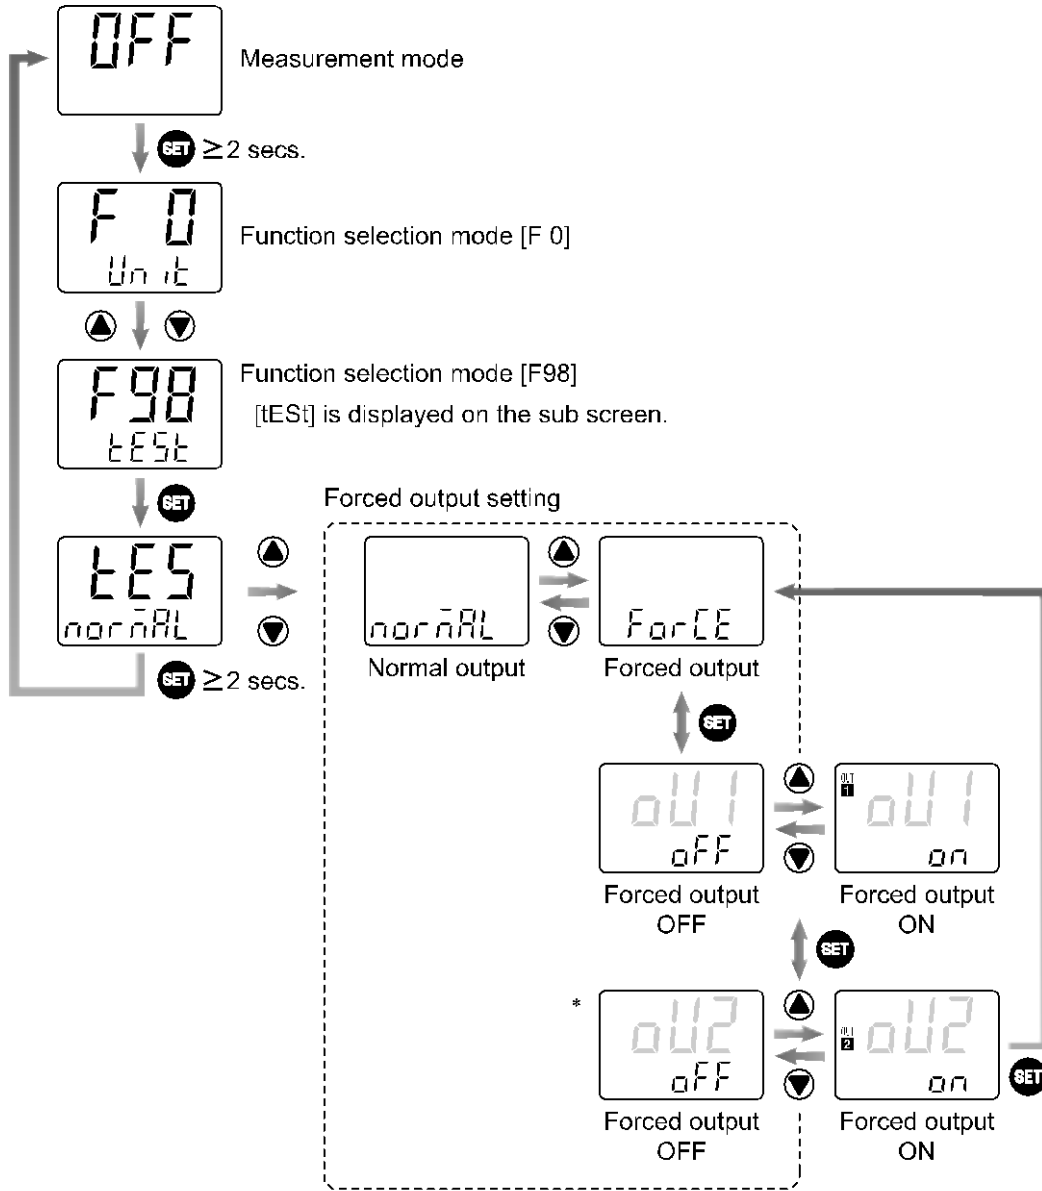 OFF
Measurement mode
SET ≥2 secs.
F 0
Unit
Function selection mode [F 0]
F98
tESt
Function selection mode [F98]
[tESt] is displayed on the sub screen.
SET
tES
norMAL
SET ≥2 secs.
Forced output setting
norMAL
Normal output
ForCE
Forced output
SET
oU1
oFF
Forced output
OFF
OUT
1
oU1
on
Forced output
ON
SET
*
oU2
oFF
Forced output
OFF
OUT
2
oU2
on
Forced output
ON
SET